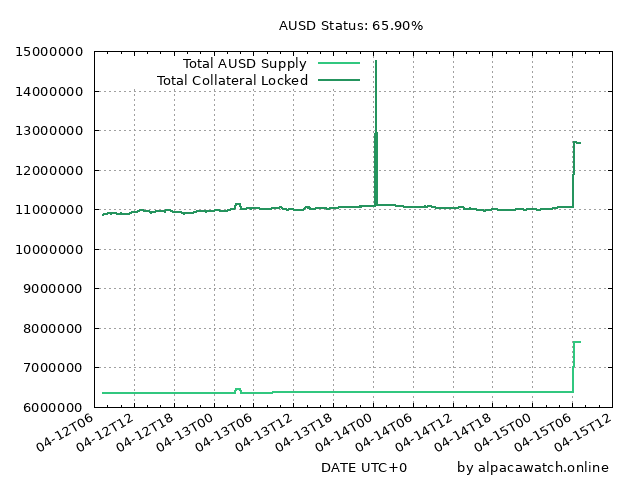 AUSD Status: 65.90%
15000000
14000000
13000000
12000000
11000000
10000000
9000000
8000000
7000000
6000000
Total AUSD Supply
Total Collateral Locked
04-12T06
04-12T12
04-12T18
04-13T00
04-13T06
04-13T12
04-13T18
04-14T00
04-14T06
04-14T12
04-14T18
04-15T00
04-15T06
04-15T12
DATE UTC+0
by alpacawatch.online